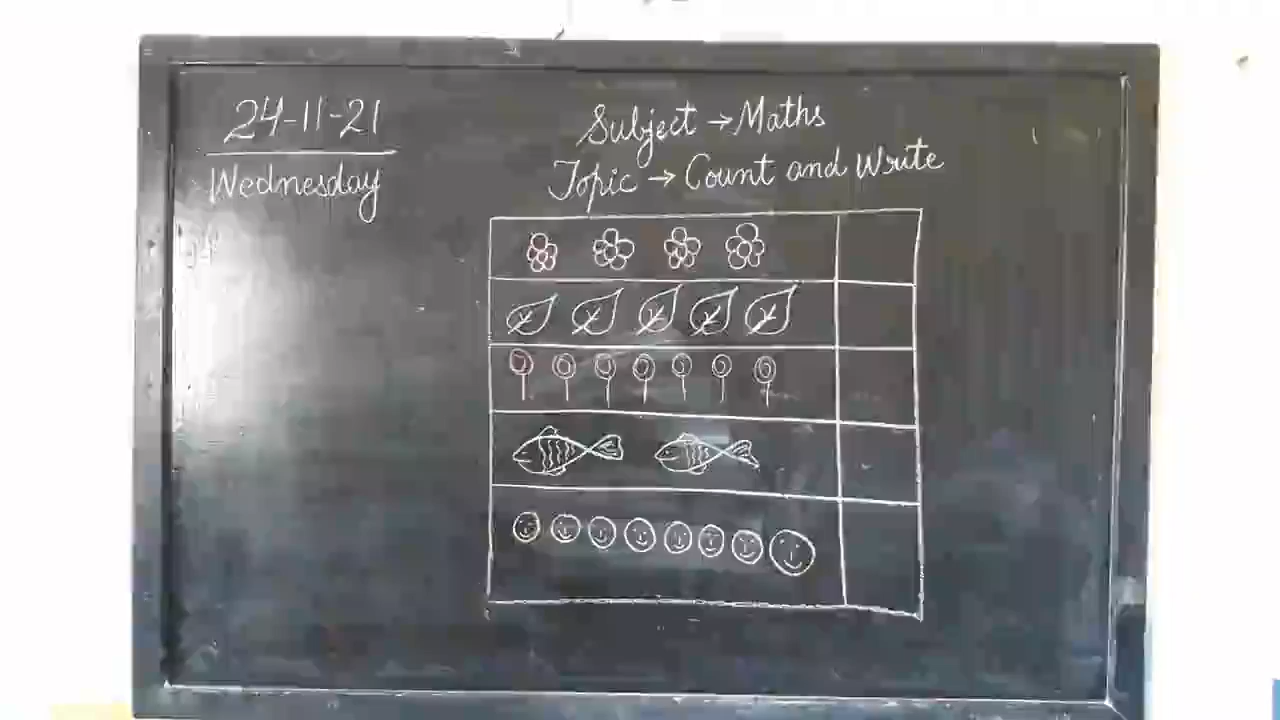 24-11-21
Wednesday
Subject → Maths
Topic → Count and Write